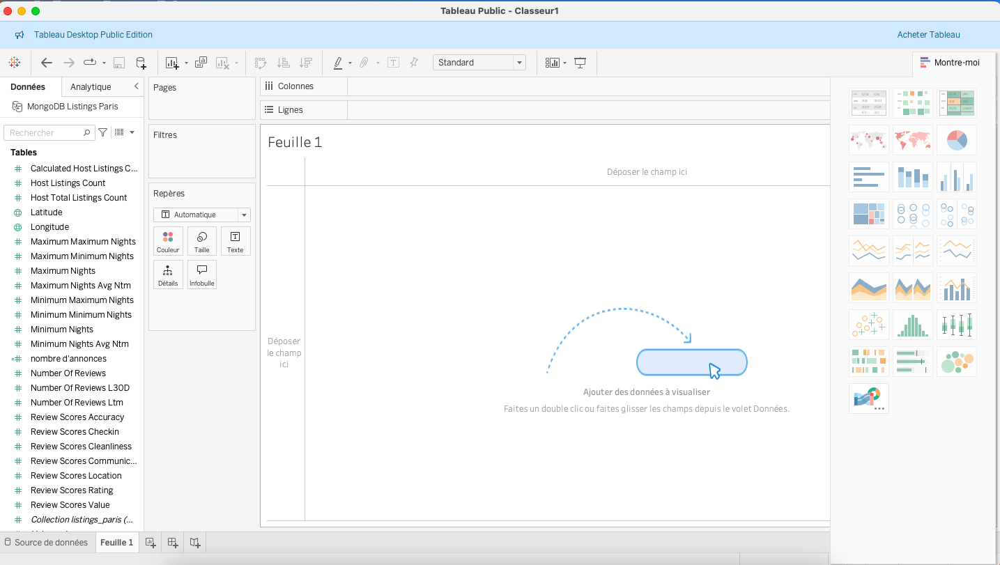 Tableau Public - Classeur1
Tableau Desktop Public Edition
Acheter Tableau
Standard
Montre-moi
Données
Analytique
MongoDB Listings Paris
Rechercher
Tables
Calculated Host Listings C...
Host Listings Count
Host Total Listings Count
Latitude
Longitude
Maximum Maximum Nights
Maximum Minimum Nights
Maximum Nights
Maximum Nights Avg Ntm
Minimum Maximum Nights
Minimum Minimum Nights
Minimum Nights
Minimum Nights Avg Ntm
nombre d'annonces
Number Of Reviews
Number Of Reviews L30D
Number Of Reviews Ltm
Review Scores Accuracy
Review Scores Checkin
Review Scores Cleanliness
Review Scores Communic...
Review Scores Location
Review Scores Rating
Review Scores Value
Collection listings_paris (...
Pages
Filtres
Repères
Automatique
Couleur
Taille
Texte
Détails
Infobulle
Colonnes
Lignes
Feuille 1
Déposer le champ ici
Déposer
le champ
ici
Ajouter des données à visualiser
Faites un double clic ou faites glisser les champs depuis le volet Données.
Source de données
Feuille 1